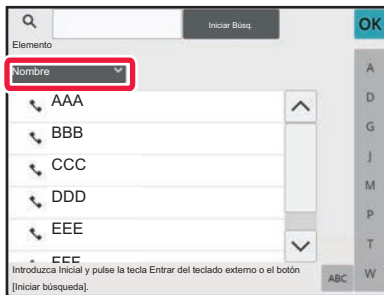 Iniciar Búsq.
OK
Elemento
Nombre
AAA
BBB
CCC
DDD
EEE
FFF
A
D
G
J
M
P
T
W
Introduzca Inicial y pulse la tecla Entrar del teclado externo o el botón
[Iniciar búsqueda].
ABC